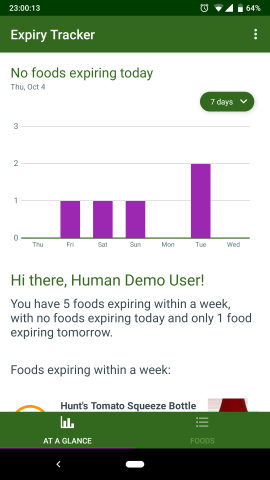 23:00:13
64%
Expiry Tracker
No foods expiring today
Thu, Oct 4
7 days
3
2
1
0
Thu Fri Sat Sun Mon Tue Wed
Hi there, Human Demo User!
You have 5 foods expiring within a week,
with no foods expiring today and only 1 food
expiring tomorrow.
Foods expiring within a week:
Hunt's Tomato Squeeze Bottle
AT A GLANCE
FOODS